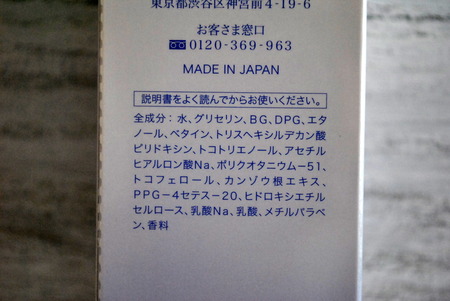 東京都渋谷区神宮前4-19-6
お客さま窓口
0120-369-963
MADE IN JAPAN
説明書をよく読んでからお使いください。
全成分：水、グリセリン、BG、DPG、エタ
ノール、ベタイン、トリスヘキシルデカン酸
ピリドキシン、トコトリエノール、アセチル
ヒアルロン酸Na、ポリクオタニウム-51、
トコフェロール、カンゾウ根エキス、
PPG-4セテス-20、ヒドロキシエチル
セルロース、乳酸Na、乳酸、メチルパラベ
ン、香料